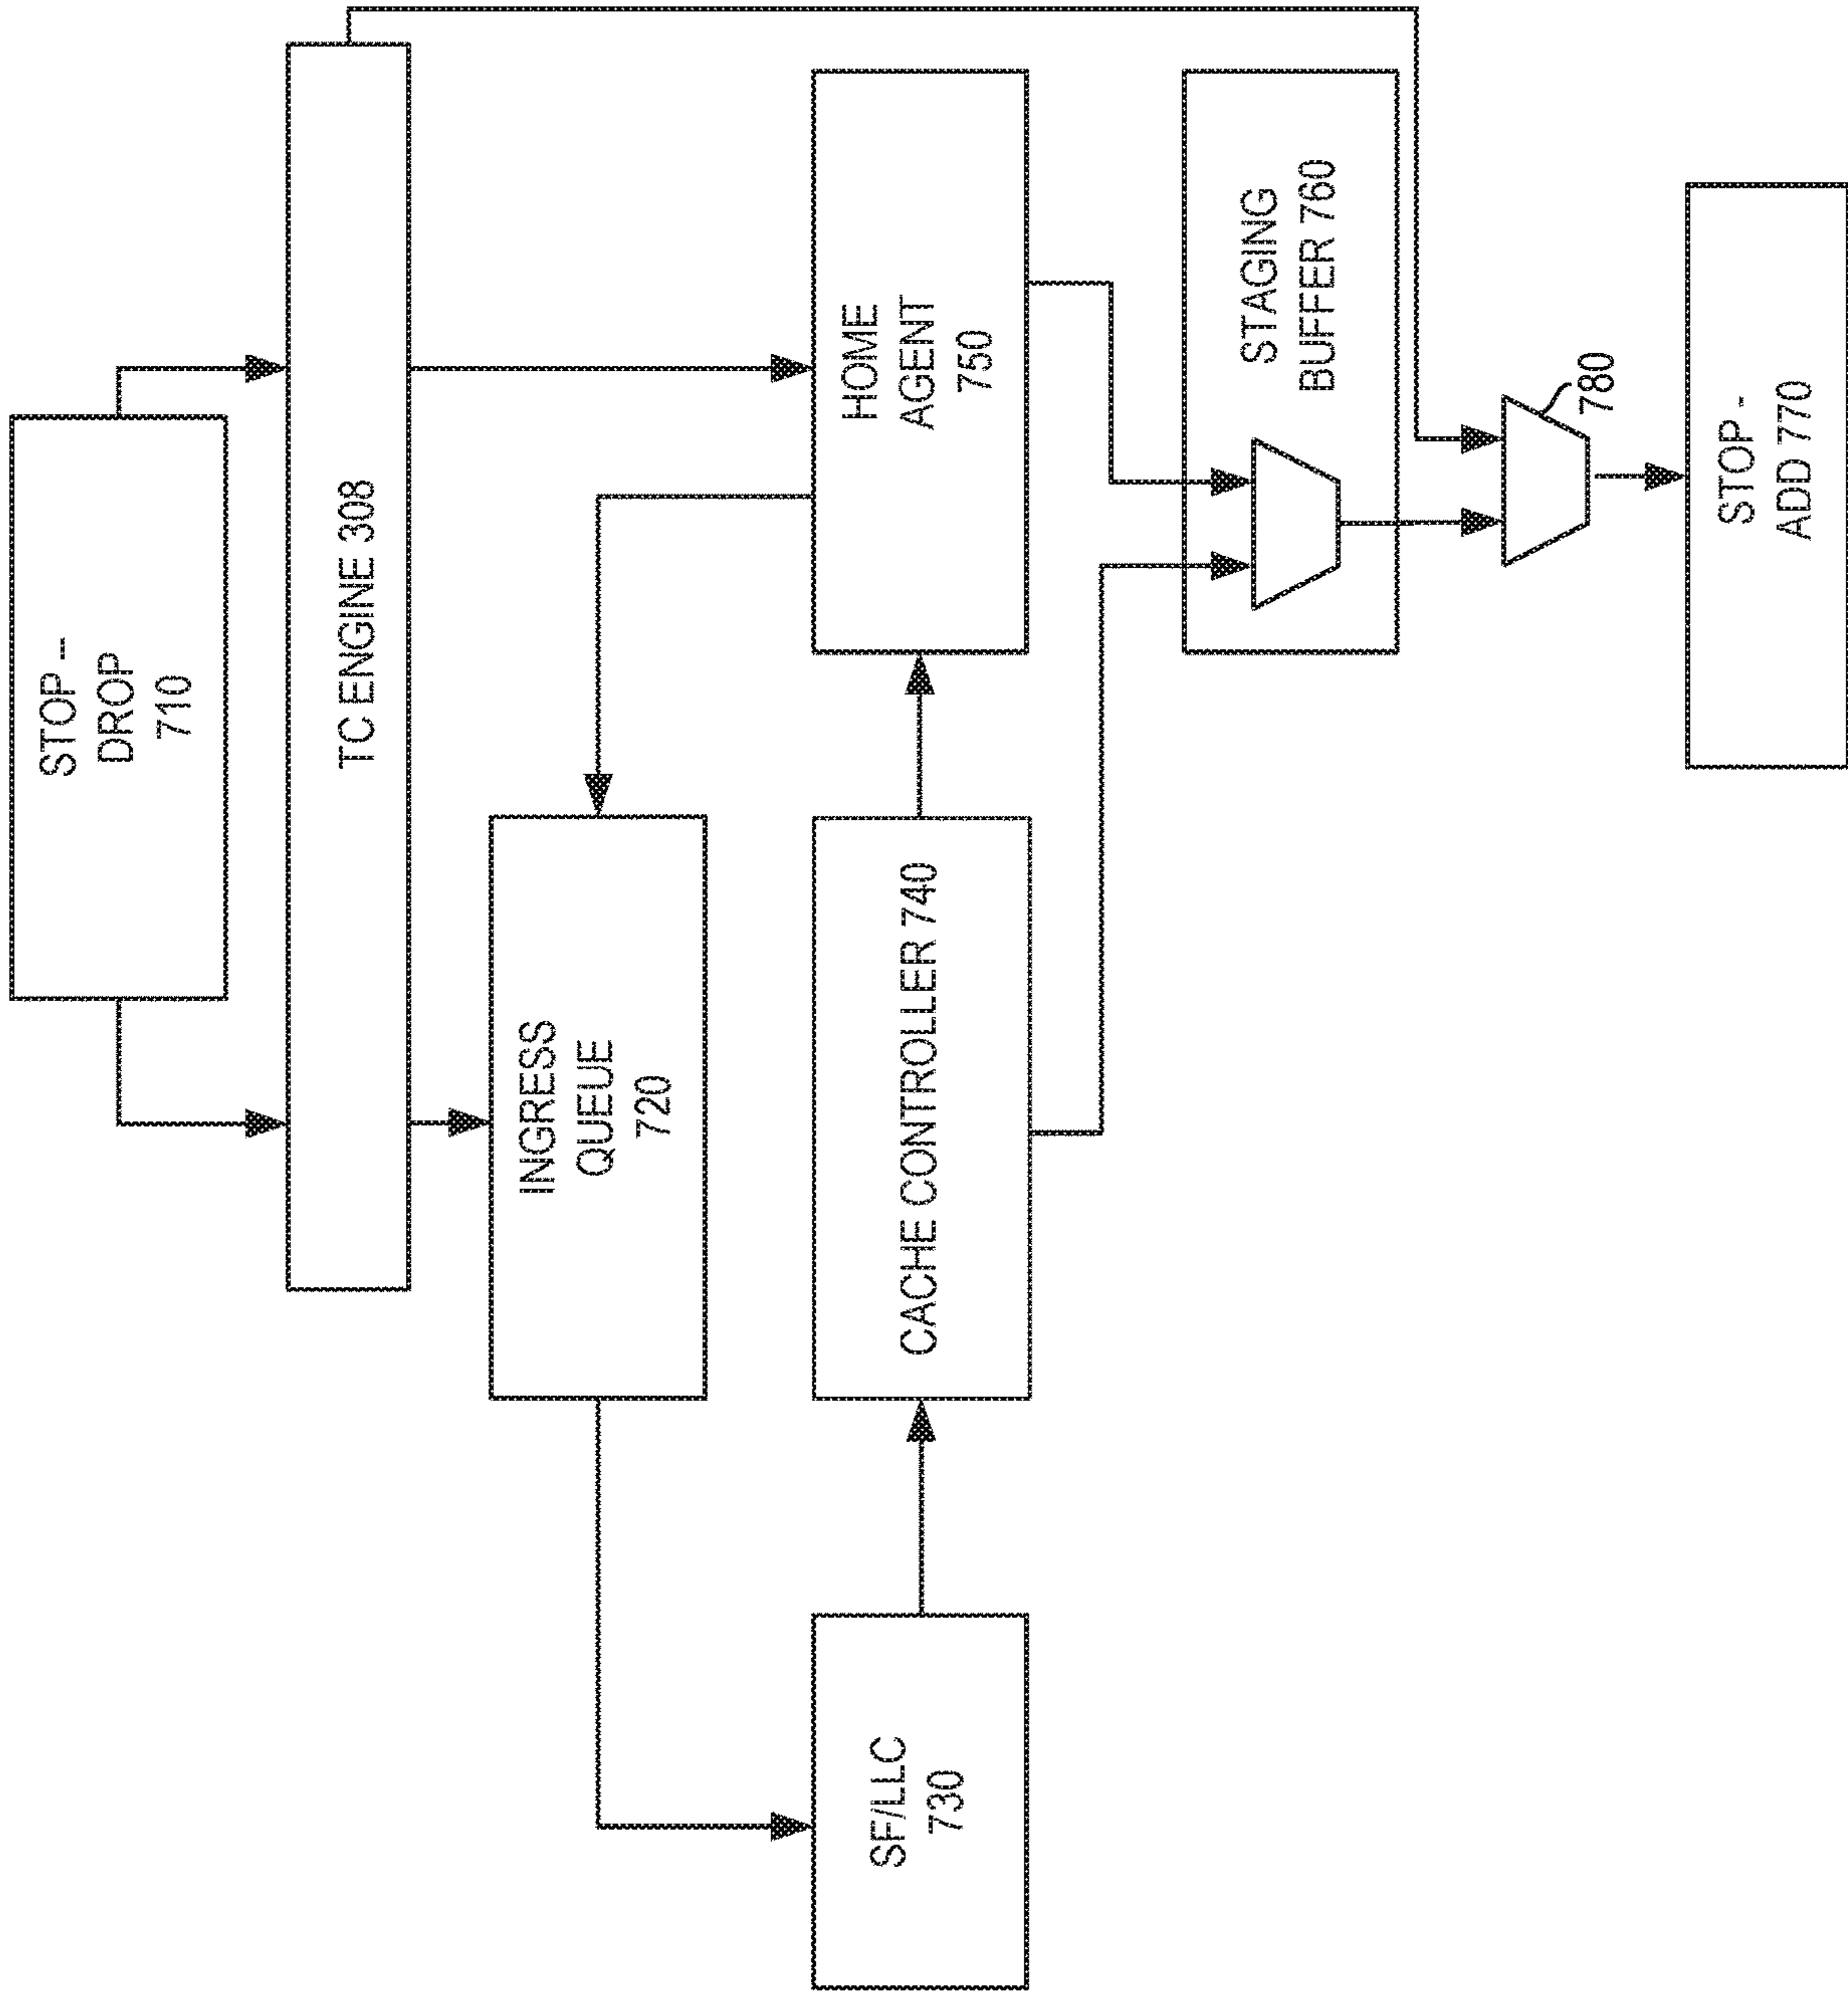 STOP --
DROP
710
TC ENGINE 308
INGRESS
QUEUE
720
HOME
AGENT
750
CACHE CONTROLLER 740
SF/LLC
730
STAGING
BUFFER 760
780
STOP -
ADD 770